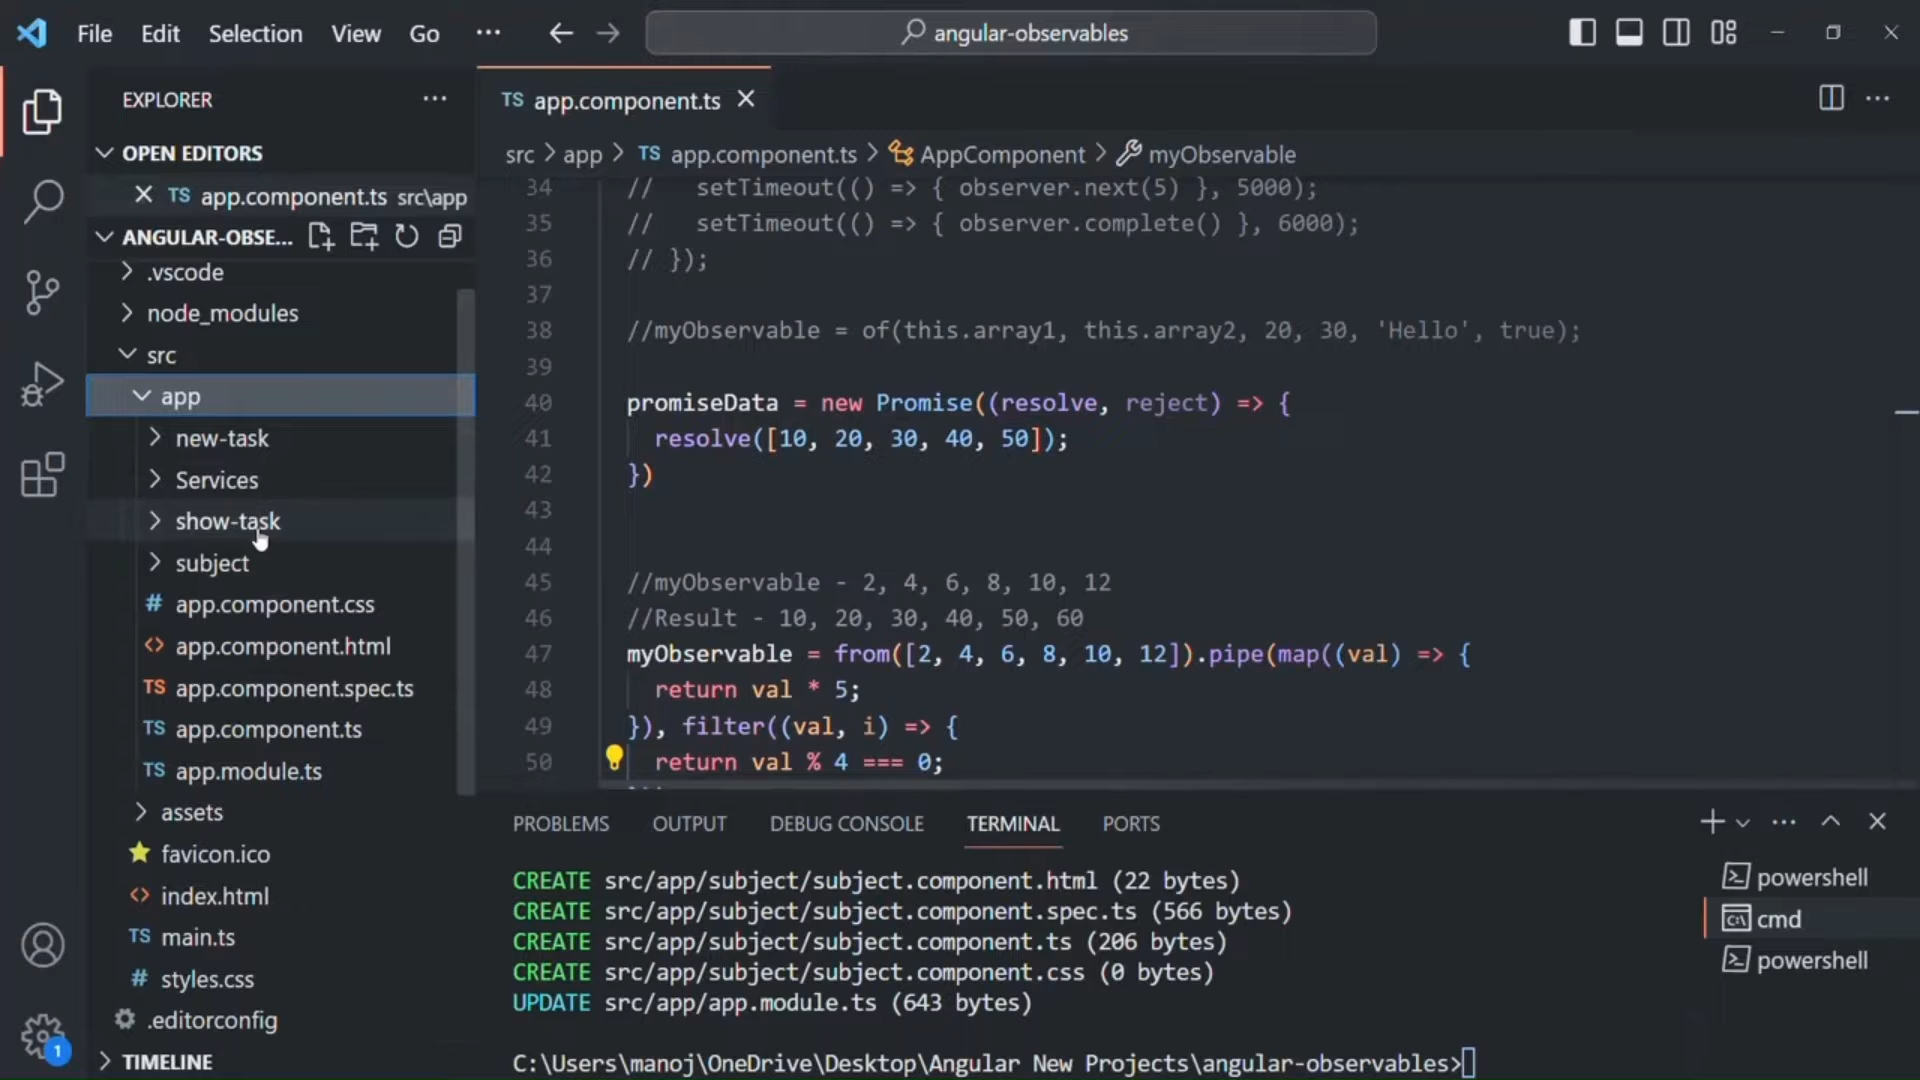 File Edit Selection View Go ··· angular-observables
EXPLORER ···
OPEN EDITORS
TS app.component.ts src\app
ANGULAR-OBSE...
.vscode
node_modules
src
app
new-task
Services
show-task
subject
# app.component.css
<> app.component.html
TS app.component.spec.ts
TS app.component.ts
TS app.module.ts
assets
favicon.ico
<> index.html
TS main.ts
# styles.css
.editorconfig
TIMELINE
1
TS app.component.ts
src > app > TS app.component.ts > AppComponent > myObservable
34 //   setTimeout(() => { observer.next(5) }, 5000);
35 //   setTimeout(() => { observer.complete() }, 6000);
36 // });
37
38 //myObservable = of(this.array1, this.array2, 20, 30, 'Hello', true);
39
40 promiseData = new Promise((resolve, reject) => {
41   resolve([10, 20, 30, 40, 50]);
42 })
43
44
45 //myObservable - 2, 4, 6, 8, 10, 12
46 //Result - 10, 20, 30, 40, 50, 60
47 myObservable = from([2, 4, 6, 8, 10, 12]).pipe(map((val) => {
48   return val * 5;
49 }), filter((val, i) => {
50   return val % 4 === 0;
PROBLEMS OUTPUT DEBUG CONSOLE TERMINAL PORTS
CREATE src/app/subject/subject.component.html (22 bytes)
CREATE src/app/subject/subject.component.spec.ts (566 bytes)
CREATE src/app/subject/subject.component.ts (206 bytes)
CREATE src/app/subject/subject.component.css (0 bytes)
UPDATE src/app/app.module.ts (643 bytes)
C:\Users\manoj\OneDrive\Desktop\Angular New Projects\angular-observables>
powershell
cmd
powershell